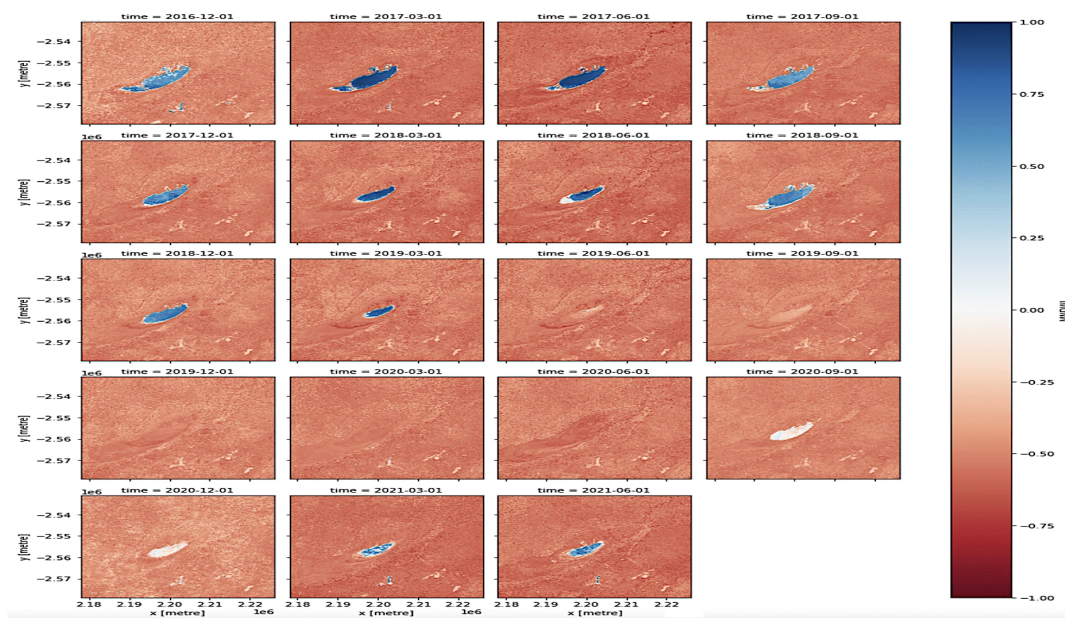 time = 2016-12-01 time = 2017-03-01 time = 2017-06-01 time = 2017-09-01
1.00
−2.54
−2.55
−2.56
−2.57
y [metre]
0.75
1e6
time = 2017-12-01 time = 2018-03-01 time = 2018-06-01 time = 2018-09-01
−2.54
−2.55
−2.56
−2.57
y [metre]
0.50
0.25
1e6
time = 2018-12-01 time = 2019-03-01 time = 2019-06-01 time = 2019-09-01
−2.54
−2.55
−2.56
−2.57
y [metre]
0.00
−0.25
1e6
time = 2019-12-01 time = 2020-03-01 time = 2020-06-01 time = 2020-09-01
−2.54
−2.55
−2.56
−2.57
y [metre]
−0.50
1e6
time = 2020-12-01 time = 2021-03-01 time = 2021-06-01
−2.54
−2.55
−2.56
−2.57
y [metre]
−0.75
−1.00
2.18 2.19 2.20 2.21 2.22 2.18 2.19 2.20 2.21 2.22 2.18 2.19 2.20 2.21 2.22
x [metre] 1e6 x [metre] 1e6 x [metre] 1e6